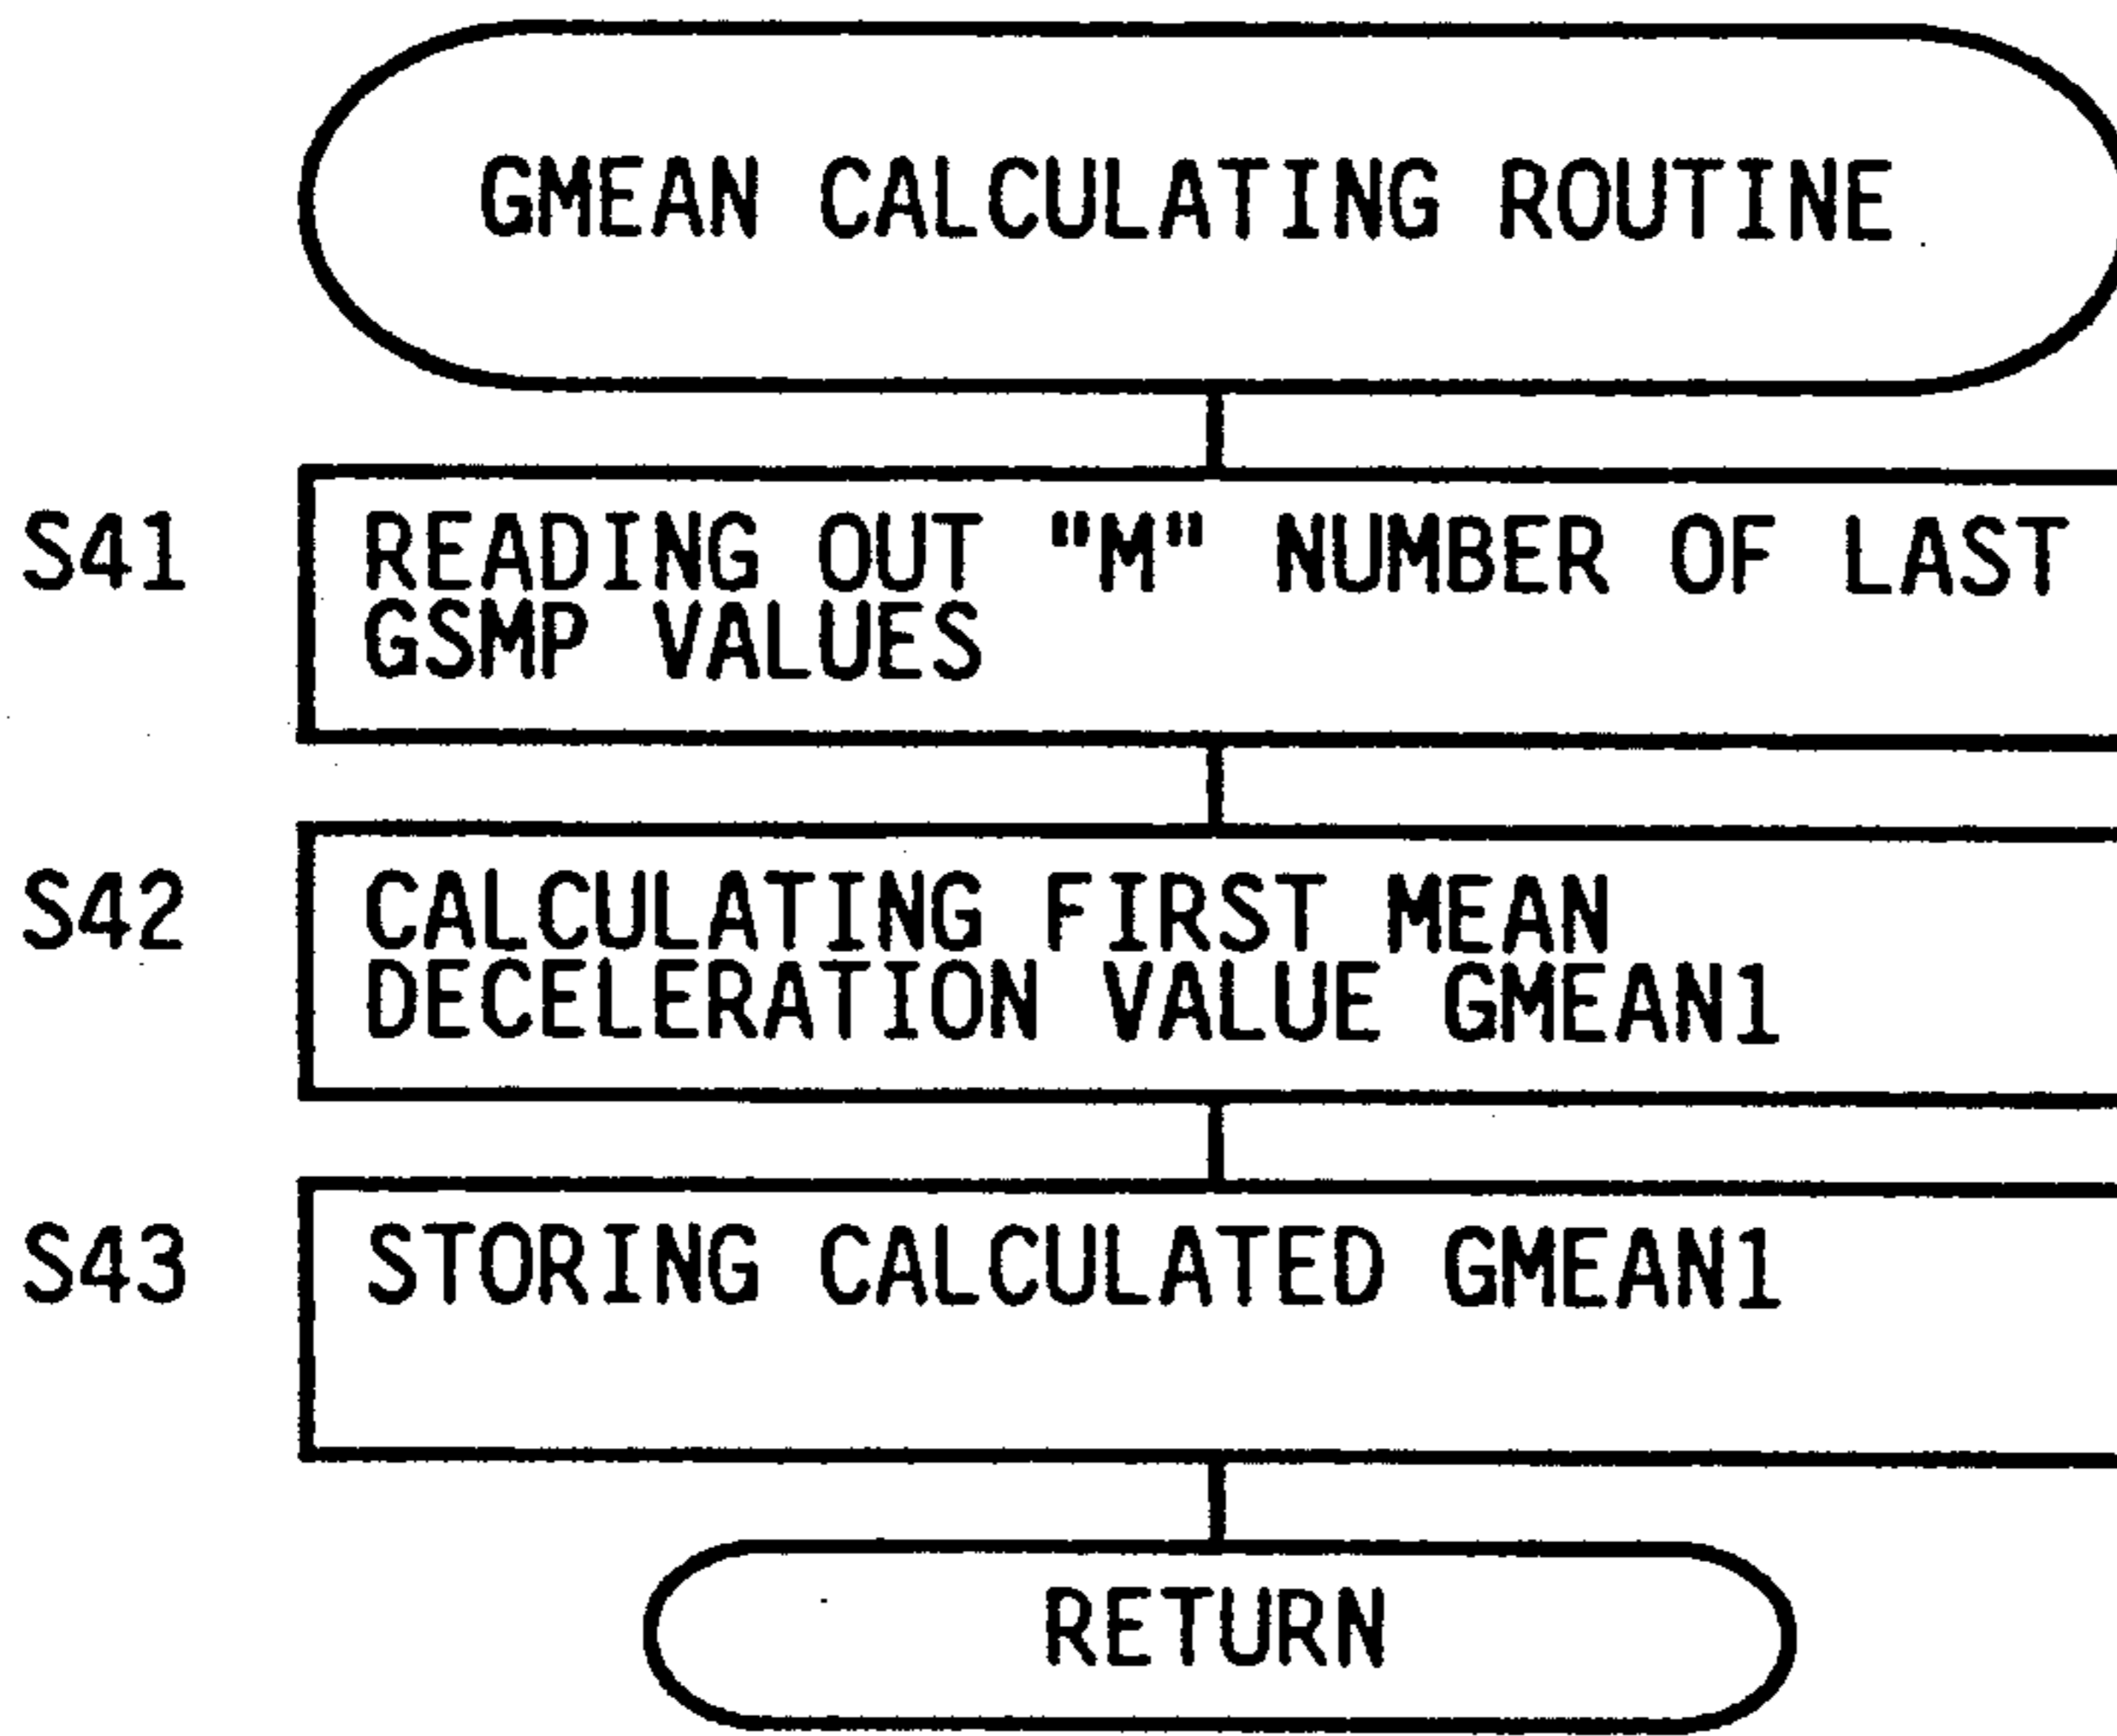 GMEAN CALCULATING ROUTINE
S41 READING OUT "M" NUMBER OF LAST
GSMP VALUES
S42 CALCULATING FIRST MEAN
DECELERATION VALUE GMEAN1
S43 STORING CALCULATED GMEAN1
RETURN